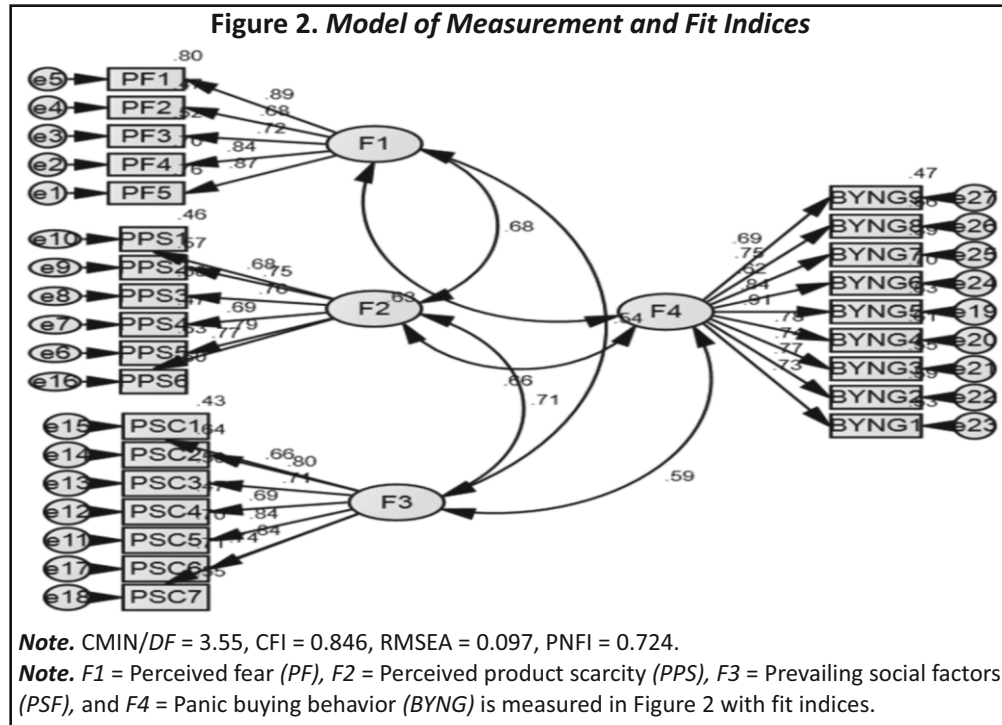 Figure 2. Model of Measurement and Fit Indices
.80
e5 PF1
e4 PF2
e3 PF3
e2 PF4
e1 PF5
.89
.68
.72
.84
.87
F1
.46
e10 PPS1
.57
e9 PPS2
e8 PPS3
e7 PPS4
e6 PPS5
e16 PPS6
.68
.75
.69
.79
.77
F2
.43
e15 PSC1
.64
e14 PSC2
e13 PSC3
e12 PSC4
e11 PSC5
e17 PSC6
e18 PSC7
.66
.80
.71
.69
.84
.84
F3
.68
.63
.54
.66
.71
.59
F4
.69
.75
.62
.84
.91
.77
.73
.47
BYNG9 e27
BYNG8 e26
BYNG7 e25
BYNG6 e24
BYNG5 e19
BYNG4 e20
BYNG3 e21
BYNG2 e22
BYNG1 e23
Note. CMIN/DF = 3.55, CFI = 0.846, RMSEA = 0.097, PNFI = 0.724.
Note. F1 = Perceived fear (PF), F2 = Perceived product scarcity (PPS), F3 = Prevailing social factors
(PSF), and F4 = Panic buying behavior (BYNG) is measured in Figure 2 with fit indices.